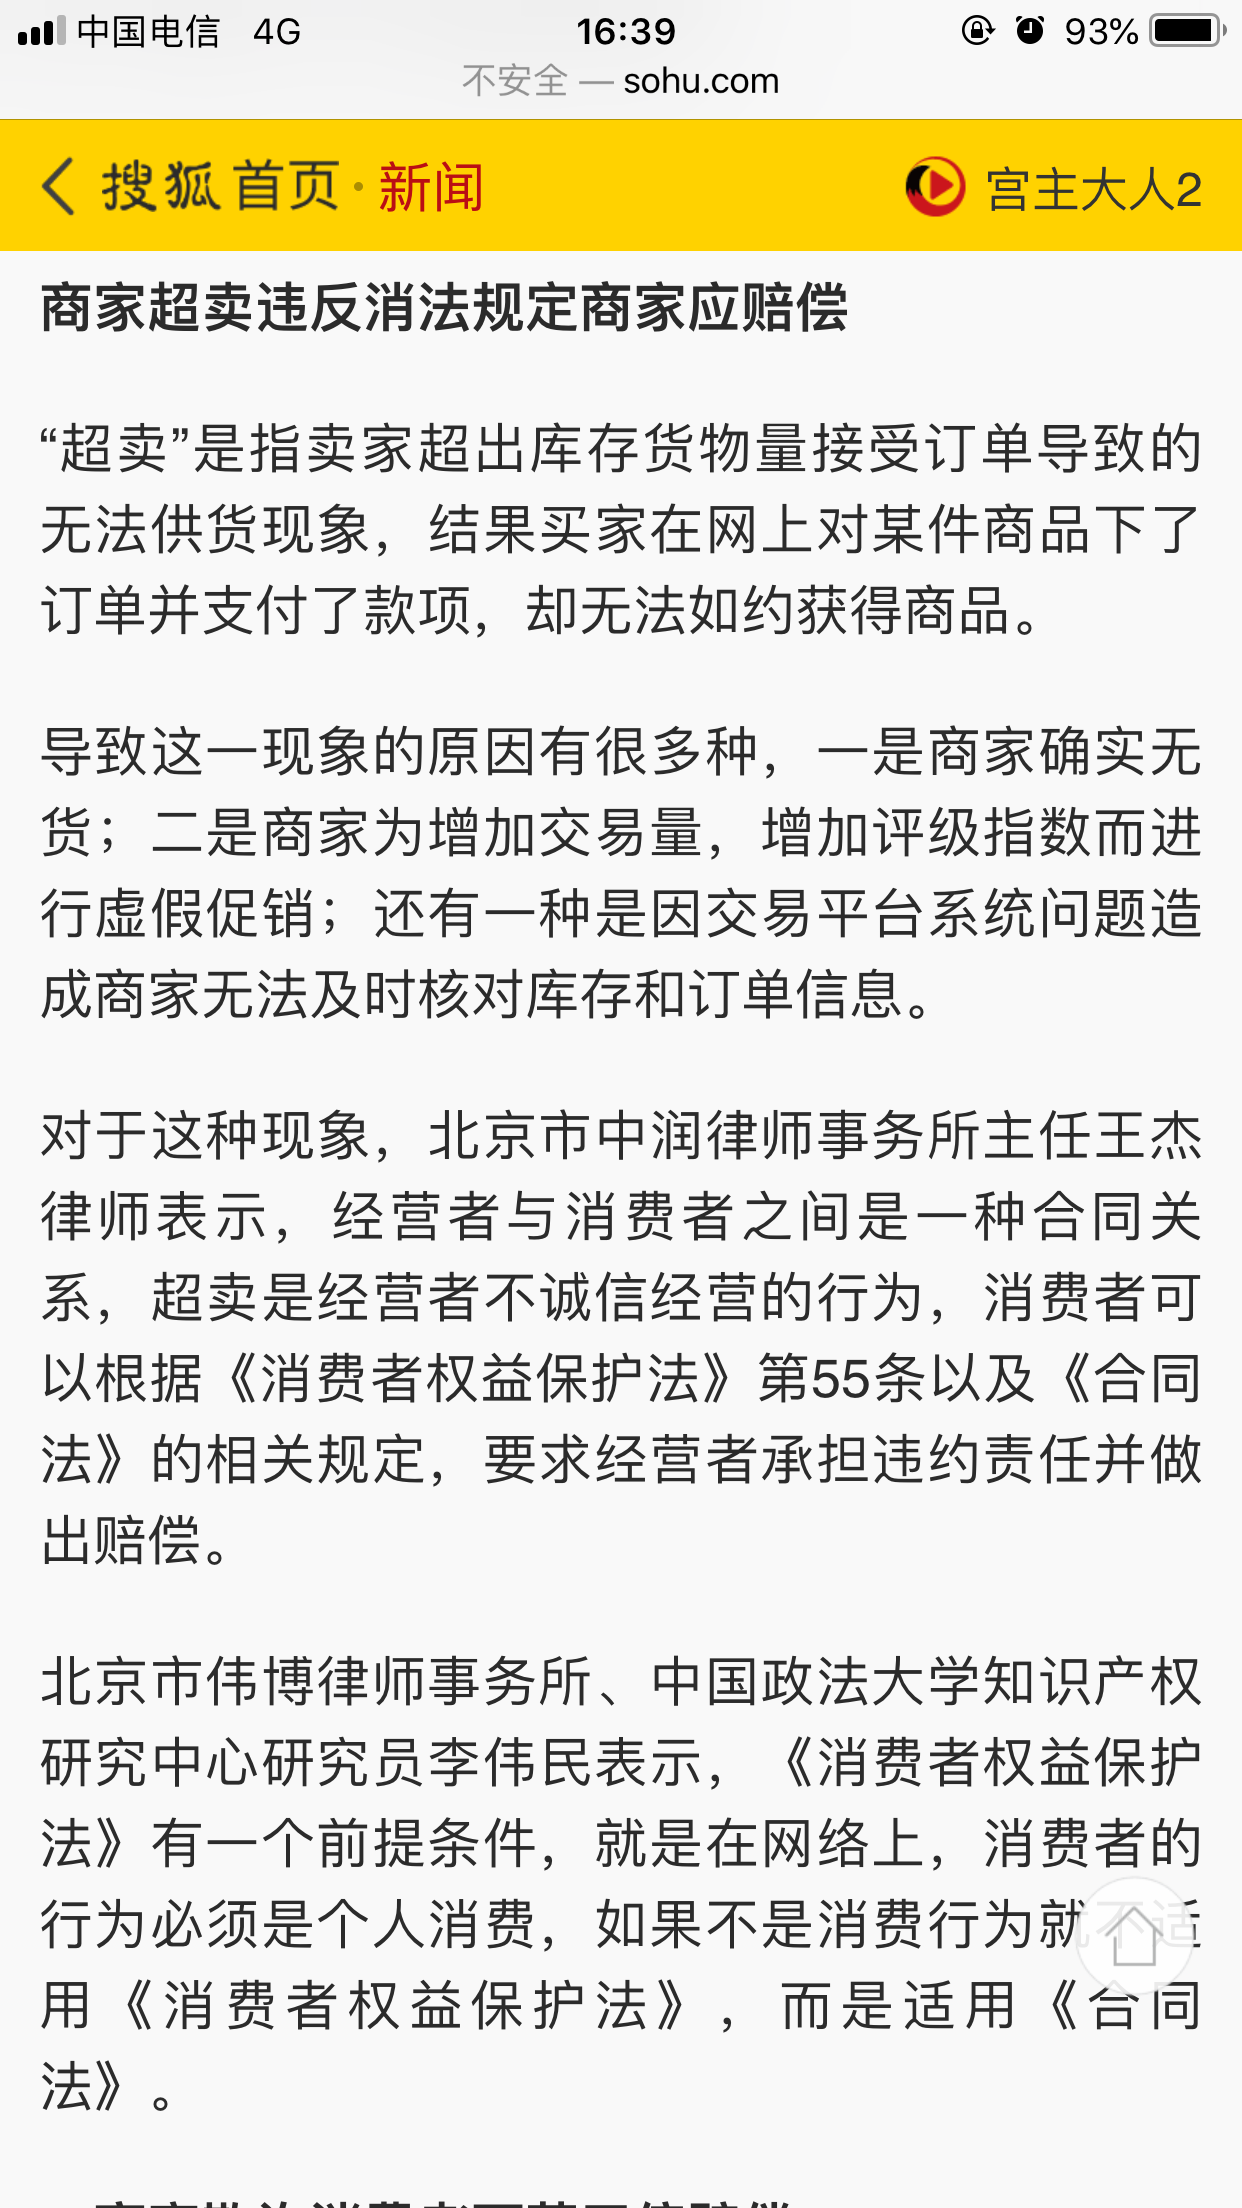 中国电信 4G 16:39 93%
不安全 — sohu.com
搜狐 首页·新闻 宫主大人2
商家超卖违反消法规定商家应赔偿
“超卖”是指卖家超出库存货物量接受订单导致的
无法供货现象，结果买家在网上对某件商品下了
订单并支付了款项，却无法如约获得商品。
导致这一现象的原因有很多种，一是商家确实无
货；二是商家为增加交易量，增加评级指数而进
行虚假促销；还有一种是因交易平台系统问题造
成商家无法及时核对库存和订单信息。
对于这种现象，北京市中润律师事务所主任王杰
律师表示，经营者与消费者之间是一种合同关
系，超卖是经营者不诚信经营的行为，消费者可
以根据《消费者权益保护法》第55条以及《合同
法》的相关规定，要求经营者承担违约责任并做
出赔偿。
北京市伟博律师事务所、中国政法大学知识产权
研究中心研究员李伟民表示，《消费者权益保护
法》有一个前提条件，就是在网络上，消费者的
行为必须是个人消费，如果不是消费行为就不适
用《消费者权益保护法》，而是适用《合同
法》。